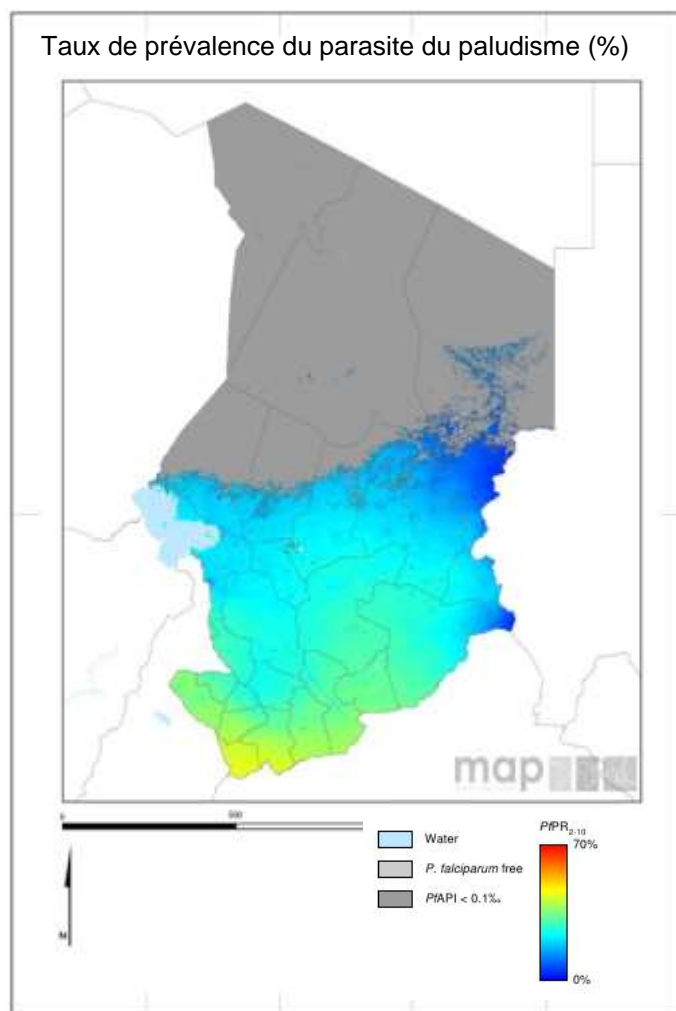 Taux de prévalence du parasite du paludisme (%)
map
500
Water
P. falciparum free
PfAPI < 0.1‰
PfPR2-10
70%
0%
N